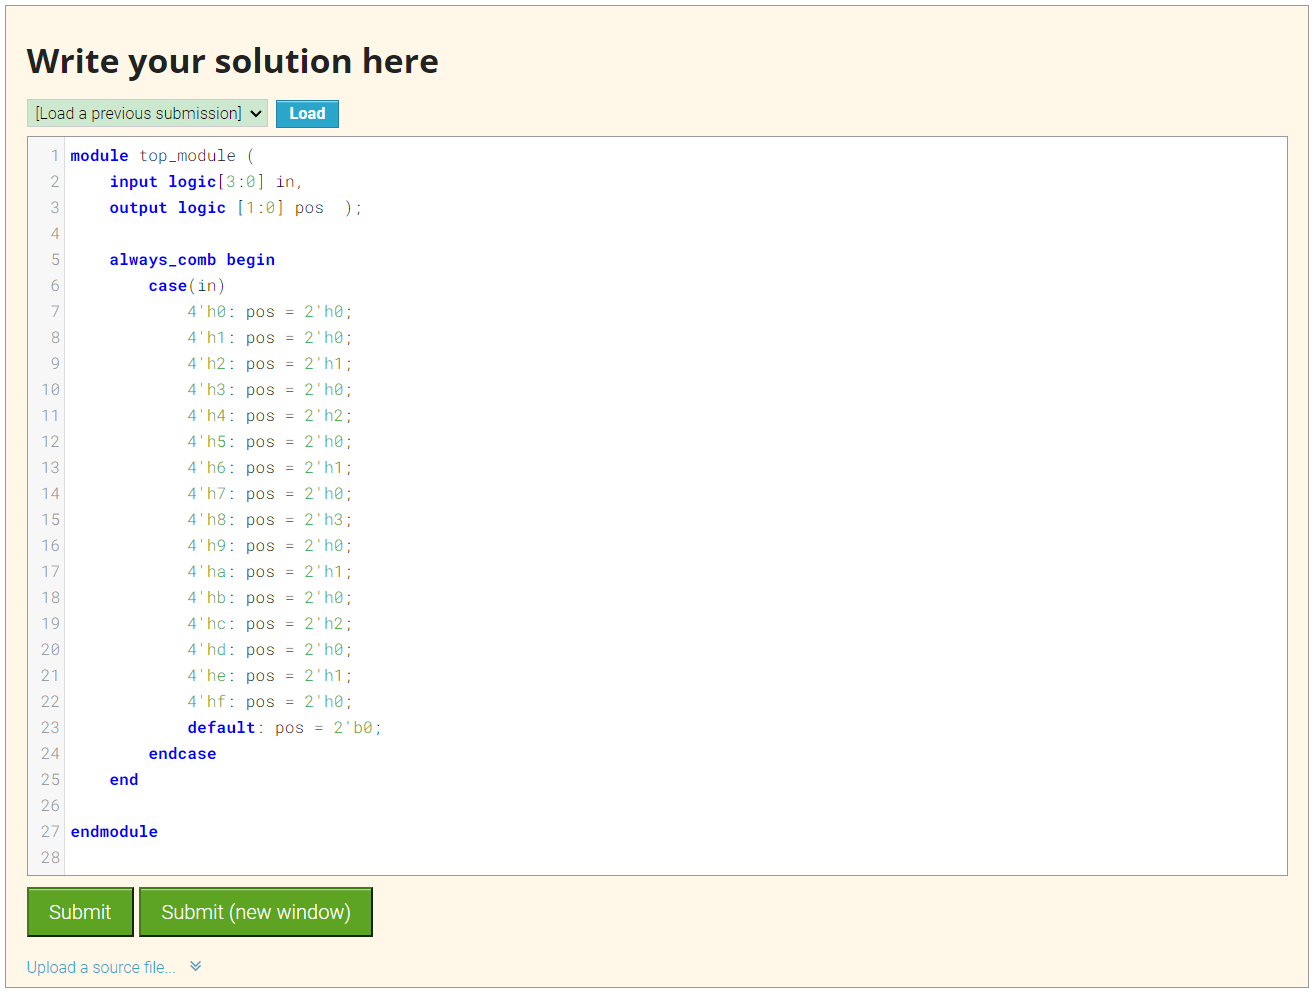 Write your solution here
[Load a previous submission] Load
1 module top_module (
2     input logic[3:0] in,
3     output logic [1:0] pos  );
4
5     always_comb begin
6         case(in)
7             4'h0: pos = 2'h0;
8             4'h1: pos = 2'h0;
9             4'h2: pos = 2'h1;
10             4'h3: pos = 2'h0;
11             4'h4: pos = 2'h2;
12             4'h5: pos = 2'h0;
13             4'h6: pos = 2'h1;
14             4'h7: pos = 2'h0;
15             4'h8: pos = 2'h3;
16             4'h9: pos = 2'h0;
17             4'ha: pos = 2'h1;
18             4'hb: pos = 2'h0;
19             4'hc: pos = 2'h2;
20             4'hd: pos = 2'h0;
21             4'he: pos = 2'h1;
22             4'hf: pos = 2'h0;
23             default: pos = 2'b0;
24         endcase
25     end
26
27 endmodule
28
Submit Submit (new window)
Upload a source file...